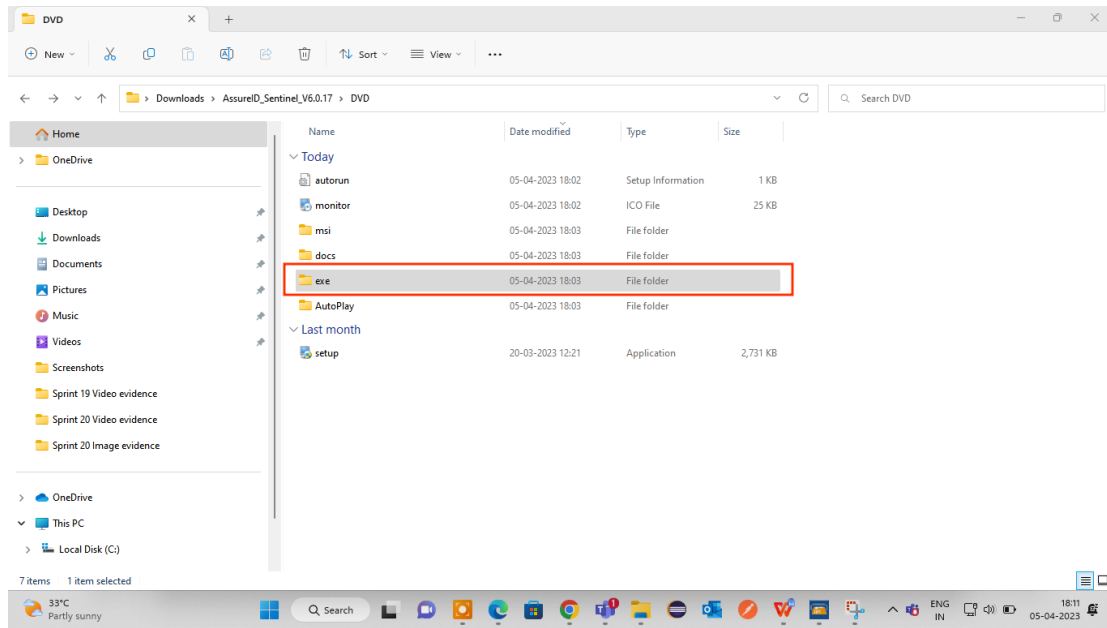 DVD
New
Sort
View
Downloads > AssureID_Sentinel_V6.0.17 > DVD
Search DVD
Home
OneDrive
Desktop
Downloads
Documents
Pictures
Music
Videos
Screenshots
Sprint 19 Video evidence
Sprint 20 Video evidence
Sprint 20 Image evidence
OneDrive
This PC
Local Disk (C:)
Name Date modified Type Size
Today
autorun 05-04-2023 18:02 Setup Information 1 KB
monitor 05-04-2023 18:02 ICO File 25 KB
msi 05-04-2023 18:03 File folder
docs 05-04-2023 18:03 File folder
exe 05-04-2023 18:03 File folder
AutoPlay 05-04-2023 18:03 File folder
Last month
setup 20-03-2023 12:21 Application 2,731 KB
7 items 1 item selected
33°C
Partly sunny
Search
1
ENG
IN
18:11
05-04-2023